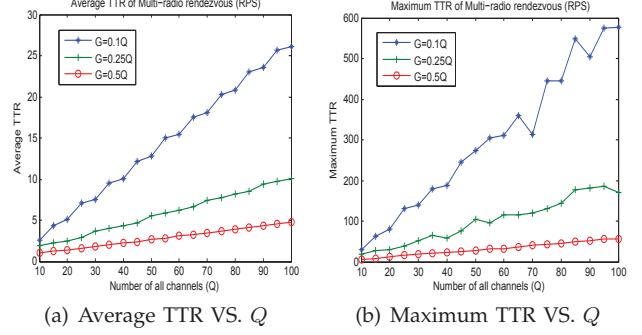 Average TTR of Multi-radio rendezvous (RPS)
30
25
20
15
10
5
0
Average TTR
G=0.1Q
G=0.25Q
G=0.5Q
10 20 30 40 50 60 70 80 90 100
Number of all channels (Q)
(a) Average TTR VS. Q
Maximum TTR of Multi-radio rendezvous (RPS)
600
500
400
300
200
100
0
Maximum TTR
G=0.1Q
G=0.25Q
G=0.5Q
10 20 30 40 50 60 70 80 90 100
Number of all channels (Q)
(b) Maximum TTR VS. Q